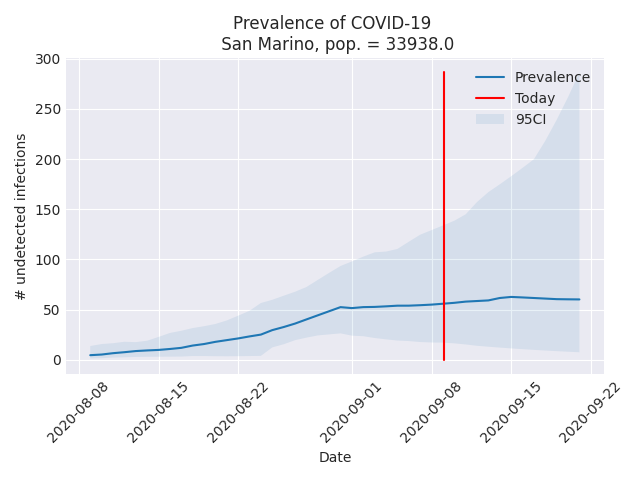 Prevalence of COVID-19
San Marino, pop. = 33938.0
300
250
200
150
100
50
0
# undetected infections
Prevalence
Today
95CI
2020-08-08
2020-08-15
2020-08-22
2020-09-01
2020-09-08
2020-09-15
2020-09-22
Date